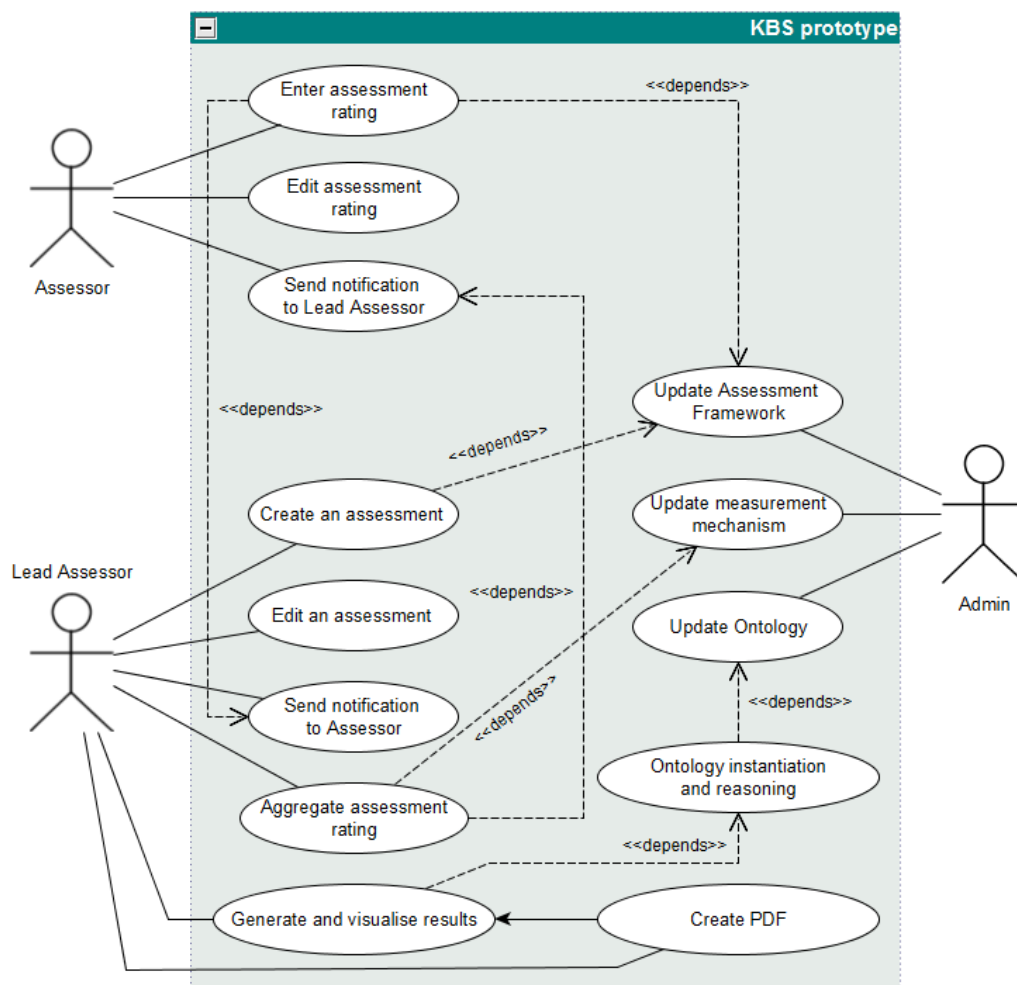 KBS prototype
Enter assessment
rating
<<depends>>
Edit assessment
rating
Assessor
Send notification
to Lead Assessor
Update Assessment
Framework
<<depends>>
<<depends>>
Create an assessment
Update measurement
mechanism
Lead Assessor
<<depends>>
Admin
Edit an assessment
Update Ontology
Send notification
to Assessor
<<depends>>
<<depends>>
Ontology instantiation
and reasoning
Aggregate assessment
rating
<<depends>>
Generate and visualise results
Create PDF